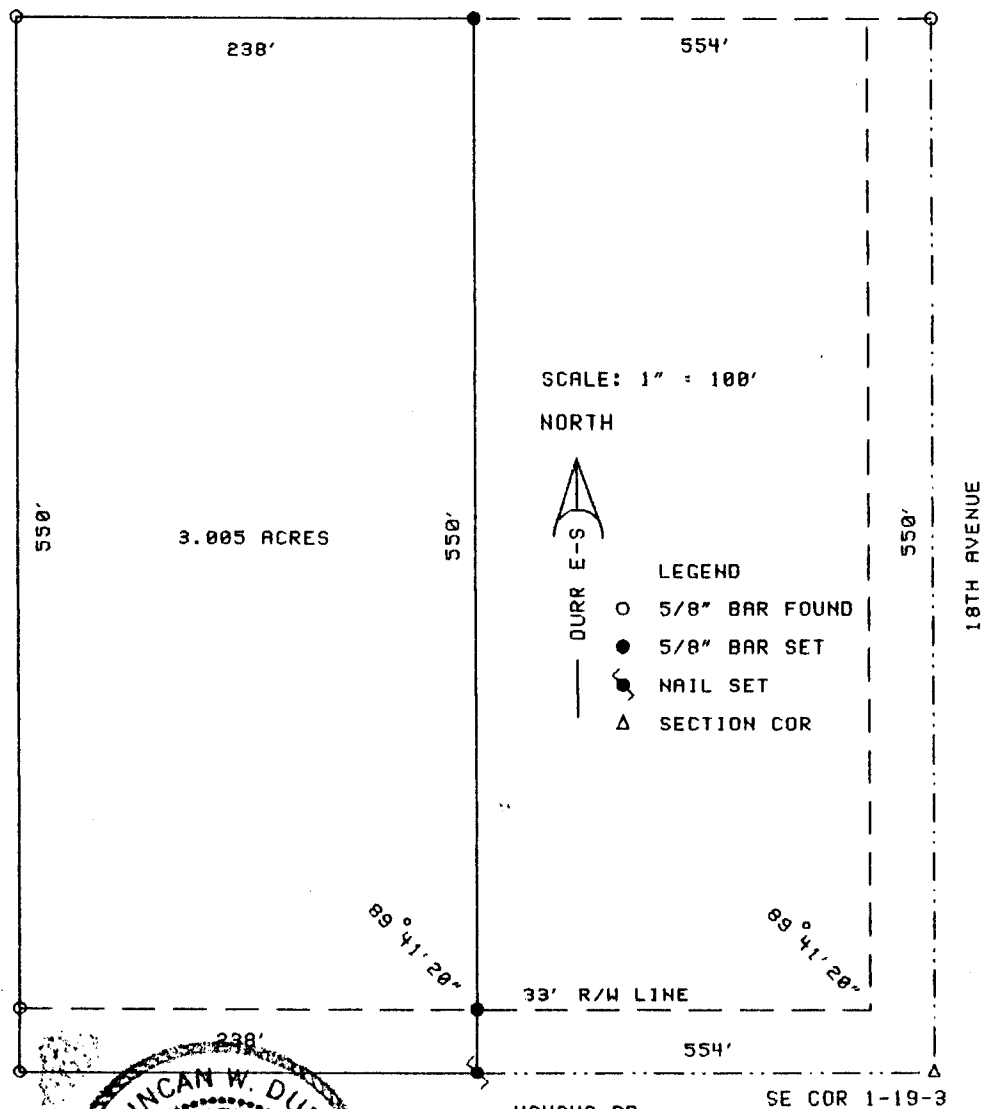 238'
554'
SCALE: 1" = 100'
NORTH
550'
3.005 ACRES
550'
DURR E-S
550'
18TH AVENUE
LEGEND
5/8" BAR FOUND
5/8" BAR SET
NAIL SET
SECTION COR
89°41'20"
89°41'20"
33' R/W LINE
238'
554'
W.
SE COR 1-19-3